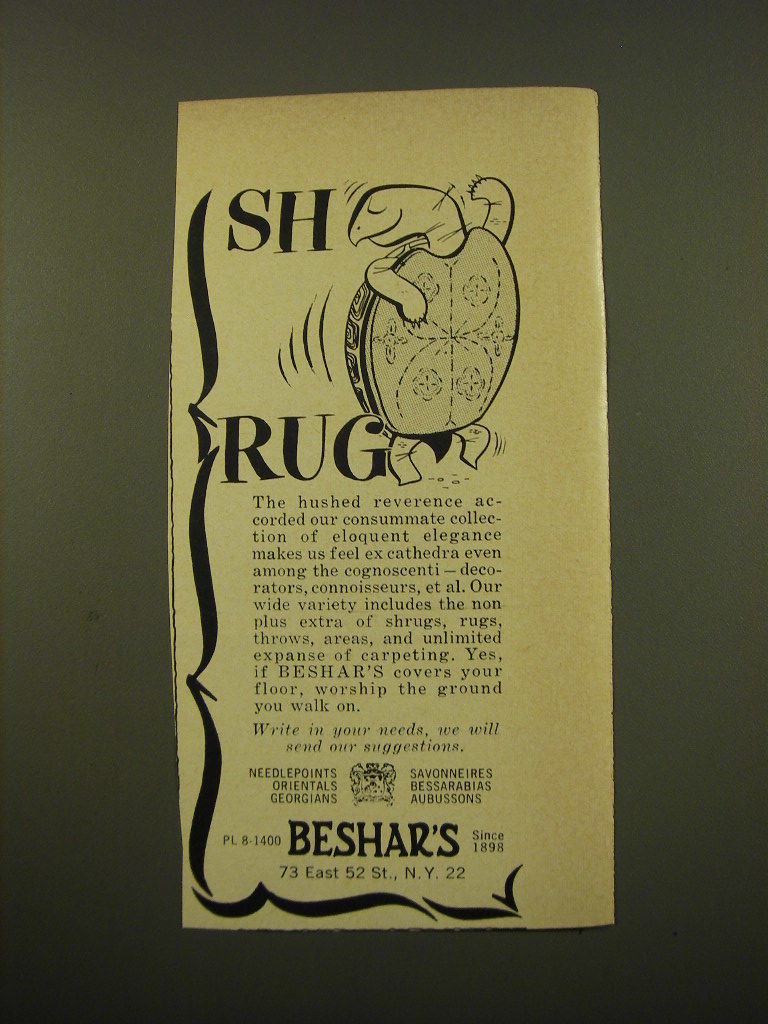 SH
RUG
The hushed reverence ac-
corded our consummate collec-
tion of eloquent elegance
makes us feel ex cathedra even
among the cognoscenti — deco-
rators, connoisseurs, et al. Our
wide variety includes the non
plus extra of shrugs, rugs,
throws, areas, and unlimited
expanse of carpeting. Yes,
if BESHAR'S covers your
floor, worship the ground
you walk on.
Write in your needs, we will
send our suggestions.
NEEDLEPOINTS
ORIENTALS
GEORGIANS
SAVONNEIRES
BESSARABIAS
AUBUSSONS
PL 8-1400 BESHAR'S Since
1898
73 East 52 St., N.Y. 22